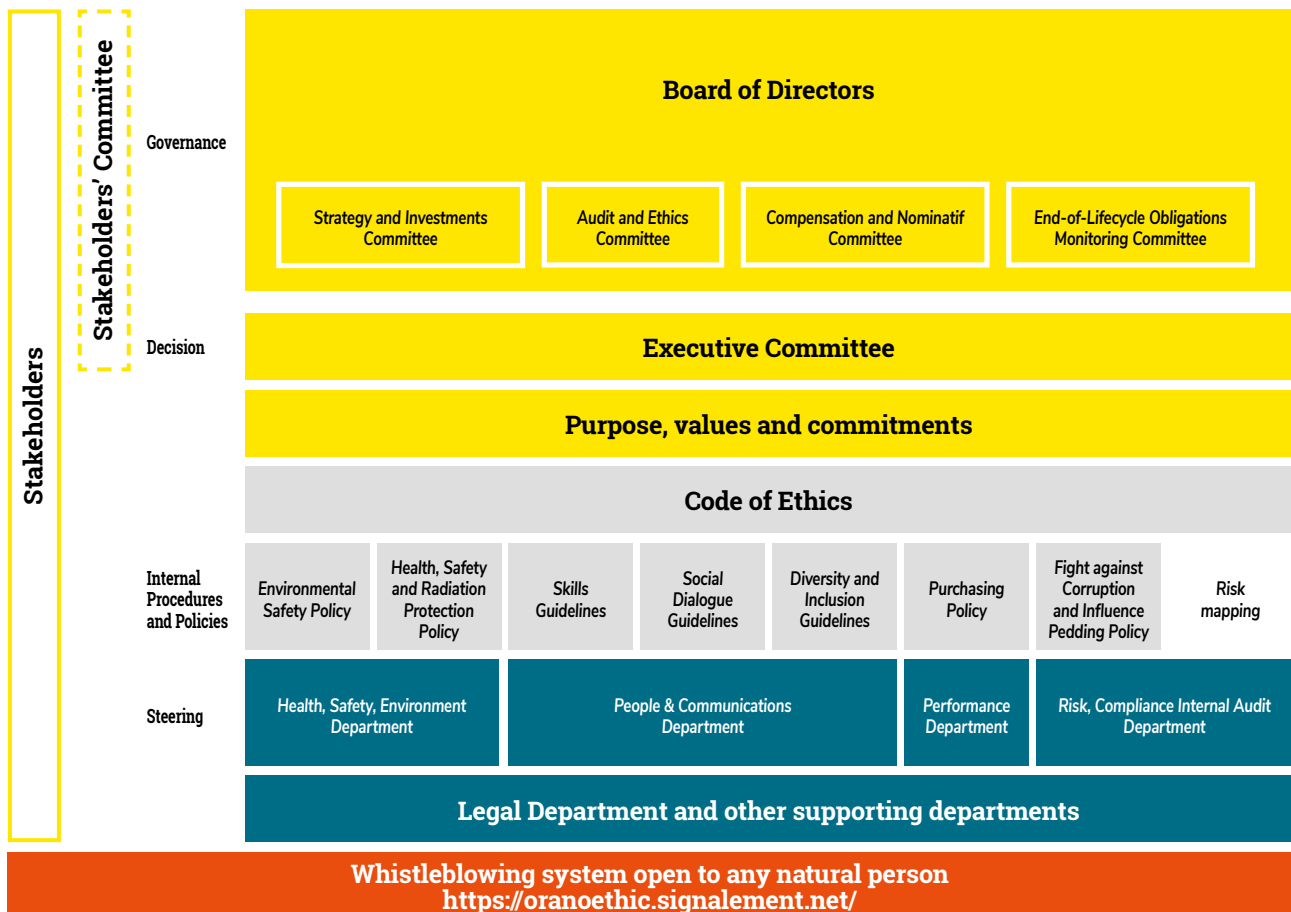 Stakeholders
Stakeholders' Committee
Governance
Board of Directors
Strategy and Investments
Committee
Audit and Ethics
Committee
Compensation and Nominatif
Committee
End-of-Lifecycle Obligations
Monitoring Committee
Decision
Executive Committee
Purpose, values and commitments
Code of Ethics
Internal
Procedures
and Policies
Environmental
Safety Policy
Health, Safety
and Radiation
Protection
Policy
Skills
Guidelines
Social
Dialogue
Guidelines
Diversity and
Inclusion
Guidelines
Purchasing
Policy
Fight against
Corruption
and Influence
Pedding Policy
Risk
mapping
Steering
Health, Safety, Environment
Department
People & Communications
Department
Performance
Department
Risk, Compliance Internal Audit
Department
Legal Department and other supporting departments
Whistleblowing system open to any natural person
https://oranoethic.signalement.net/